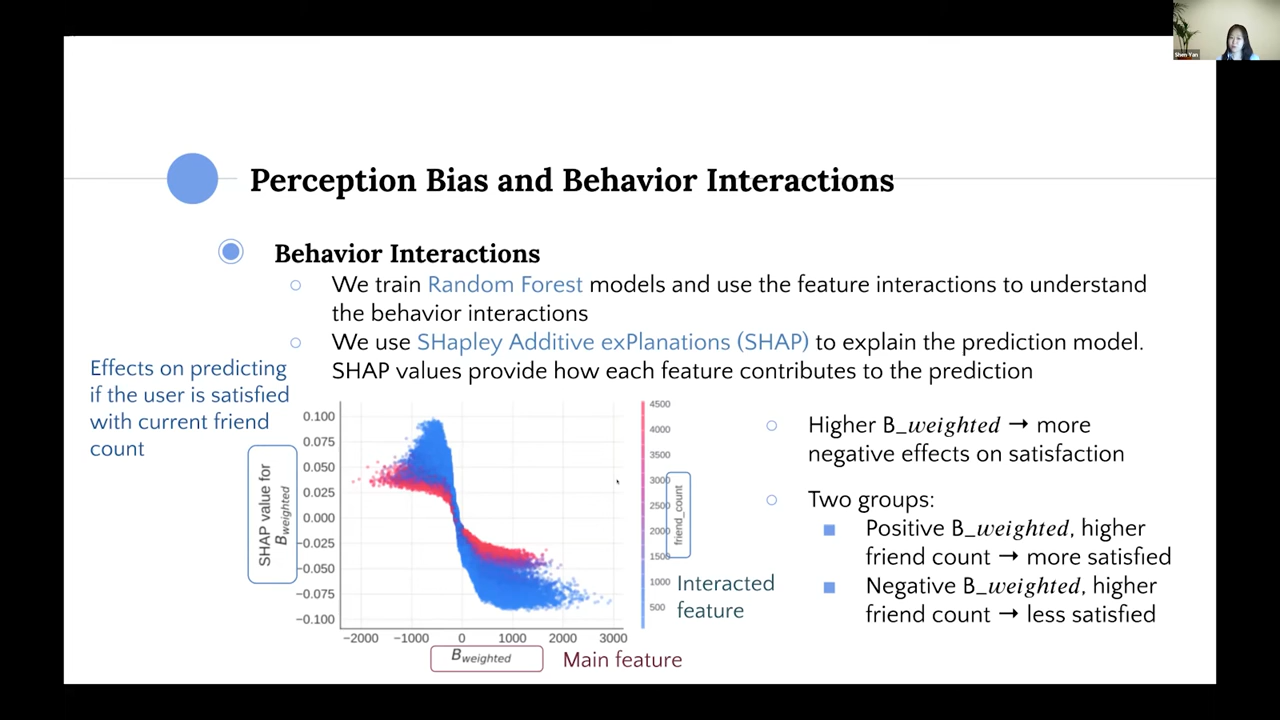 Shen Yan
Perception Bias and Behavior Interactions
Behavior Interactions
We train Random Forest models and use the feature interactions to understand
the behavior interactions
We use SHapley Additive exPlanations (SHAP) to explain the prediction model.
SHAP values provide how each feature contributes to the prediction
Effects on predicting
if the user is satisfied
with current friend
count
SHAP value for
B_weighted
0.100
0.075
0.050
0.025
0.000
−0.025
−0.050
−0.075
−0.100
−2000 −1000 0 1000 2000 3000
B_weighted
Main feature
4500
4000
3500
3000
2500
2000
1500
1000
500
friend_count
Interacted
feature
Higher B_weighted → more
negative effects on satisfaction
Two groups:
Positive B_weighted, higher
friend count → more satisfied
Negative B_weighted, higher
friend count → less satisfied